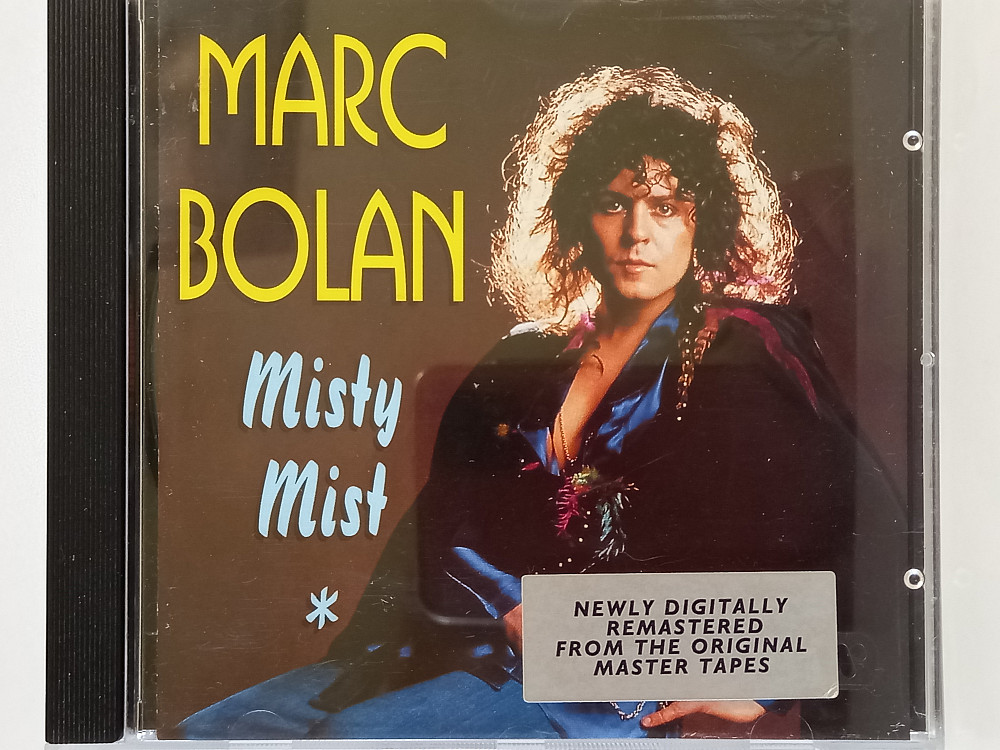 MARC
BOLAN
Misty
Mist
*
NEWLY DIGITALLY
REMASTERED
FROM THE ORIGINAL
MASTER TAPES